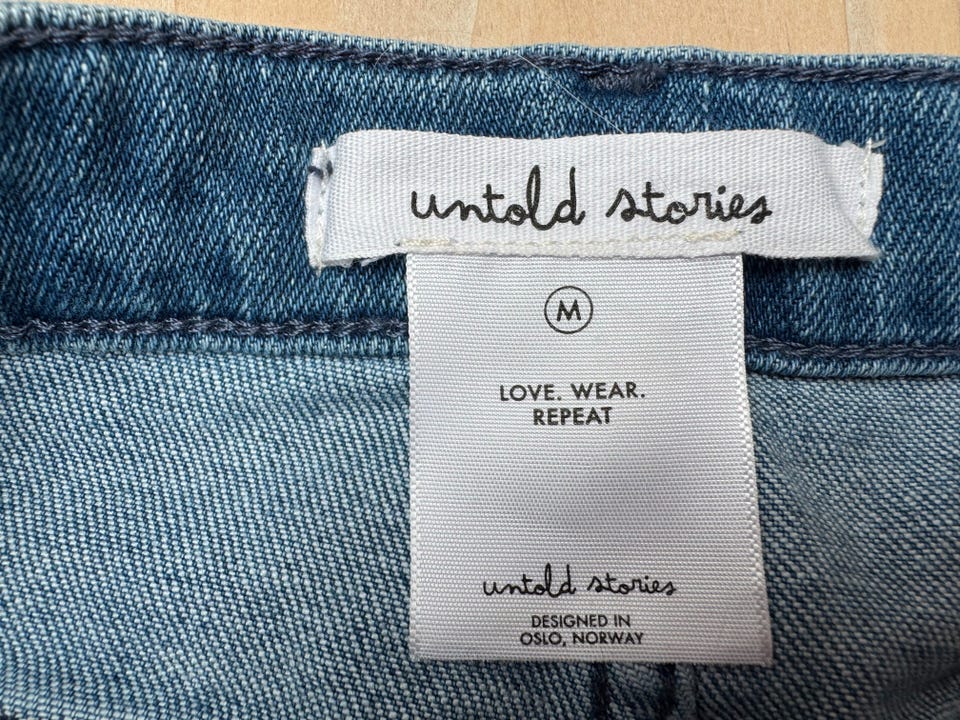 untold stories
M
LOVE. WEAR.
REPEAT
untold stories
DESIGNED IN
OSLO, NORWAY